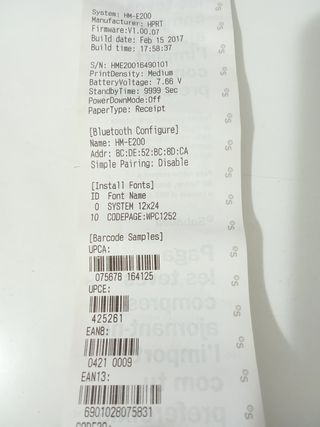 System: HM-E200
Manufacturer: HPRT
Firmware:V1.00.07
Build date: Feb 15 2017
Build time: 17:58:37
S/N: HME20016490101
PrintDensity: Medium
BatteryVoltage: 7.66 V
StandbyTime: 9999 Sec
PowerDownMode:Off
PaperType: Receipt
[Bluetooth Configure]
Name: HM-E200
Addr: 8C:DE:52:BC:8D:CA
Simple Pairing: Disable
[Install Fonts]
ID Font Name
0 SYSTEM 12x24
10 CODEPAGE:WPC1252
[Barcode Samples]
UPCA:
075678 164125
UPCE:
425261
EAN8:
0421 0009
EAN13:
6901028075831